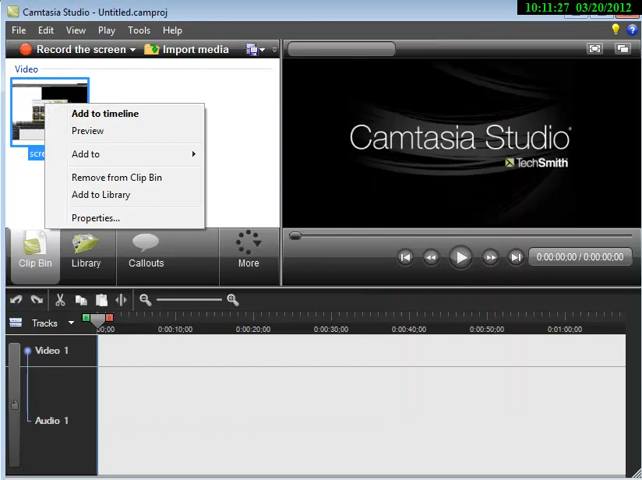 10:11:27 03/20/2012
Camtasia Studio - Untitled.camproj
File Edit View Play Tools Help
Record the screen Import media
Video
Add to timeline
Preview
Add to
Remove from Clip Bin
Add to Library
Properties...
Camtasia Studio
TechSmith
Clip Bin Library Callouts More
0:00:00;00 / 0:00:00;00
Tracks
00;00 0:00:10;00 0:00:20;00 0:00:30;00 0:00:40;00 0:00:50;00 0:01:00;00
Video 1
Audio 1